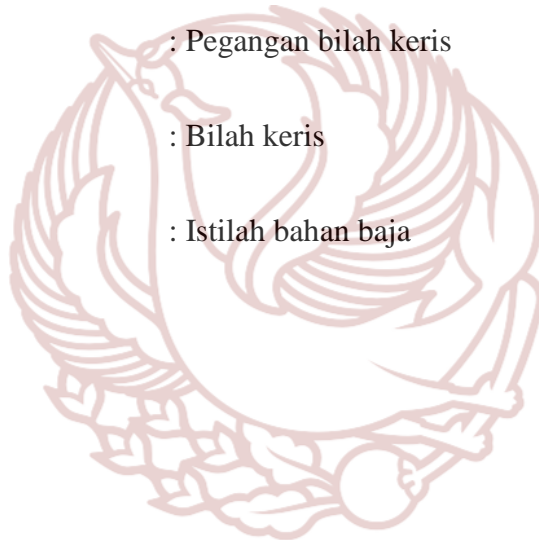 : Pegangan bilah keris
: Bilah keris
: Istilah bahan baja